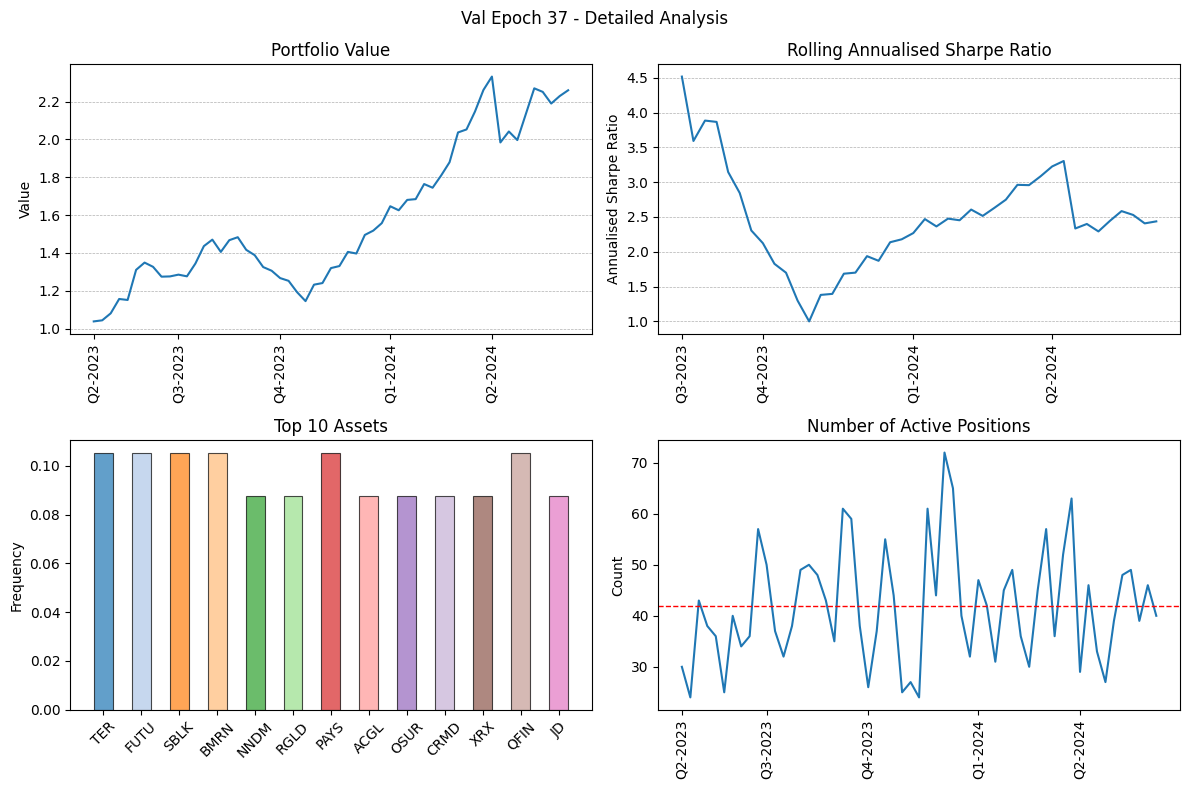 Val Epoch 37 - Detailed Analysis
Portfolio Value
Value
2.2
2.0
1.8
1.6
1.4
1.2
1.0
Q2-2023
Q3-2023
Q4-2023
Q1-2024
Q2-2024
Rolling Annualised Sharpe Ratio
Annualised Sharpe Ratio
4.5
4.0
3.5
3.0
2.5
2.0
1.5
1.0
Q3-2023
Q4-2023
Q1-2024
Q2-2024
Top 10 Assets
Frequency
0.10
0.08
0.06
0.04
0.02
0.00
TER
FUTU
SBLK
BMRN
NNDM
RGLD
PAYS
ACGL
OSUR
CRMD
XRX
QFIN
JD
Number of Active Positions
Count
70
60
50
40
30
Q2-2023
Q3-2023
Q4-2023
Q1-2024
Q2-2024